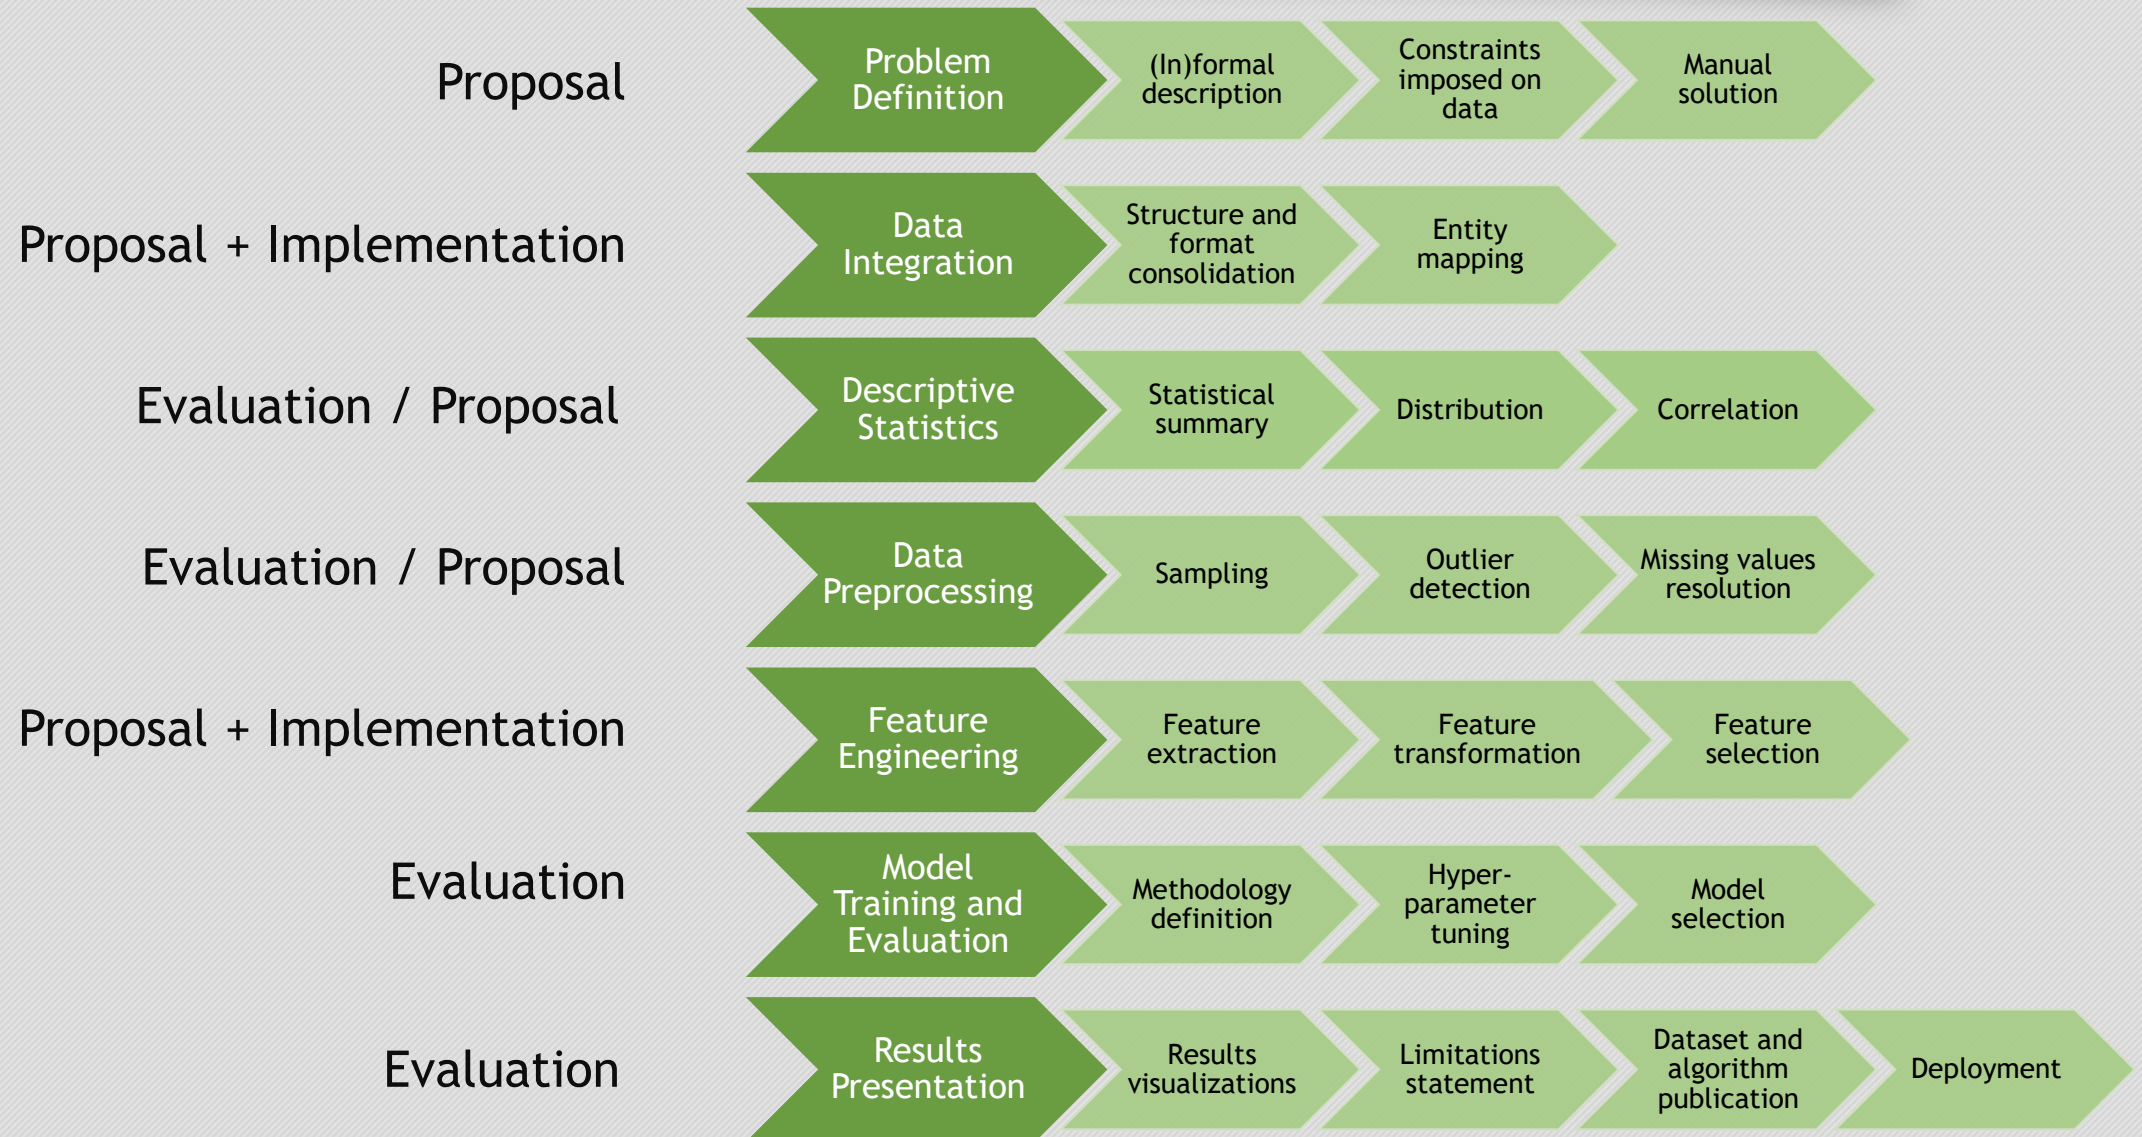 Proposal
Problem
Definition
(In)formal
description
Constraints
imposed on
data
Manual
solution
Proposal + Implementation
Data
Integration
Structure and
format
consolidation
Entity
mapping
Evaluation / Proposal
Descriptive
Statistics
Statistical
summary
Distribution
Correlation
Evaluation / Proposal
Data
Preprocessing
Sampling
Outlier
detection
Missing values
resolution
Proposal + Implementation
Feature
Engineering
Feature
extraction
Feature
transformation
Feature
selection
Evaluation
Model
Training and
Evaluation
Methodology
definition
Hyper-
parameter
tuning
Model
selection
Evaluation
Results
Presentation
Results
visualizations
Limitations
statement
Dataset and
algorithm
publication
Deployment